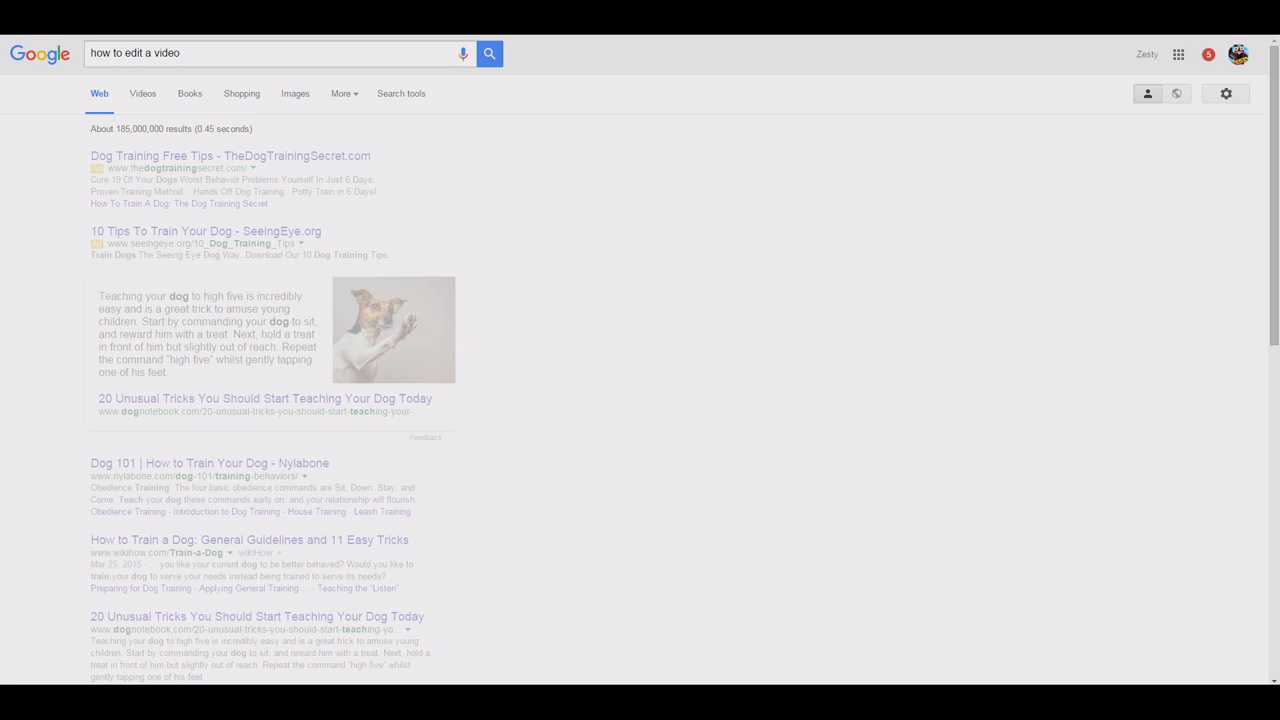 Google
how to edit a video
Zesty
5
Web Videos Books Shopping Images More Search tools
About 185,000,000 results (0.45 seconds)
Dog Training Free Tips - TheDogTrainingSecret.com
Ad www.thedogtrainingsecret.com/
Cure 19 Of Your Dogs Worst Behavior Problems Yourself In Just 6 Days.
Proven Training Method · Hands Off Dog Training · Potty Train in 6 Days!
How To Train A Dog: The Dog Training Secret
10 Tips To Train Your Dog - SeeingEye.org
Ad www.seeingeye.org/10_Dog_Training_Tips
Train Dogs The Seeing Eye Dog Way. Download Our 10 Dog Training Tips.
Teaching your dog to high five is incredibly
easy and is a great trick to amuse young
children. Start by commanding your dog to sit,
and reward him with a treat. Next, hold a treat
in front of him but slightly out of reach. Repeat
the command "high five" whilst gently tapping
one of his feet.
20 Unusual Tricks You Should Start Teaching Your Dog Today
www.dognotebook.com/20-unusual-tricks-you-should-start-teaching-your-...
Feedback
Dog 101 | How to Train Your Dog - Nylabone
www.nylabone.com/dog-101/training-behaviors/
Obedience Training. The four basic obedience commands are Sit, Down, Stay, and
Come. Teach your dog these commands early on, and your relationship will flourish.
Obedience Training - Introduction to Dog Training - House Training - Leash Training
How to Train a Dog: General Guidelines and 11 Easy Tricks
www.wikihow.com/Train-a-Dog wikiHow
Mar 25, 2015 - ... you like your current dog to be better behaved? Would you like to
train your dog to serve your needs instead being trained to serve its needs?
Preparing for Dog Training - Applying General Training ... - Teaching the "Listen"
20 Unusual Tricks You Should Start Teaching Your Dog Today
www.dognotebook.com/20-unusual-tricks-you-should-start-teaching-yo...
Teaching your dog to high five is incredibly easy and is a great trick to amuse young
children. Start by commanding your dog to sit, and reward him with a treat. Next, hold a
treat in front of him but slightly out of reach. Repeat the command "high five" whilst
gently tapping one of his feet.